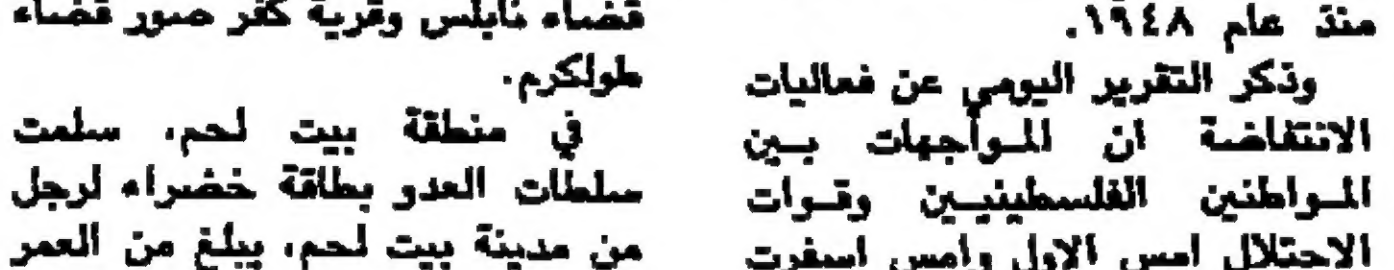 منذ عام ١٩٤٨.
وذكر التقرير اليومي عن فعاليات
الانتفاضة ان المواجهات بين
المواطنين الفلسطينيين وقوات
الاحتلال امس الاول وامس اسفرت
قضاء نابلس وقرية كفر صور قضاء
طولكرم.
في منطقة بيت لحم، سلمت
سلطات العدو بطاقة خضراء لرجل
من مدينة بيت لحم، يبلغ من العمر